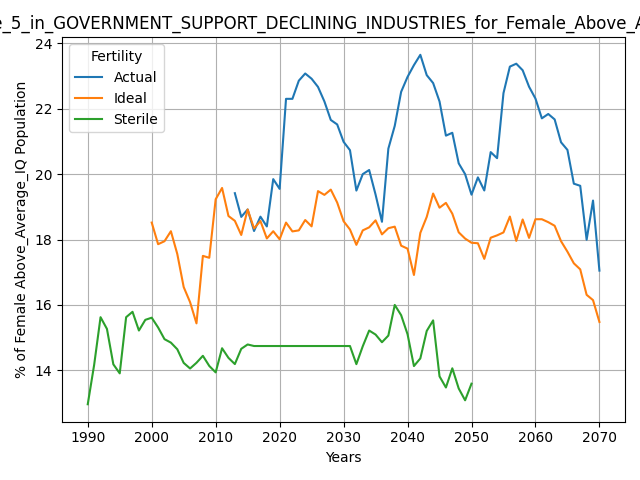 e_5_in_GOVERNMENT_SUPPORT_DECLINING_INDUSTRIES_for_Female_Above_A
24
22
20
18
16
14
% of Female Above_Average_IQ Population
Fertility
Actual
Ideal
Sterile
1990 2000 2010 2020 2030 2040 2050 2060 2070
Years